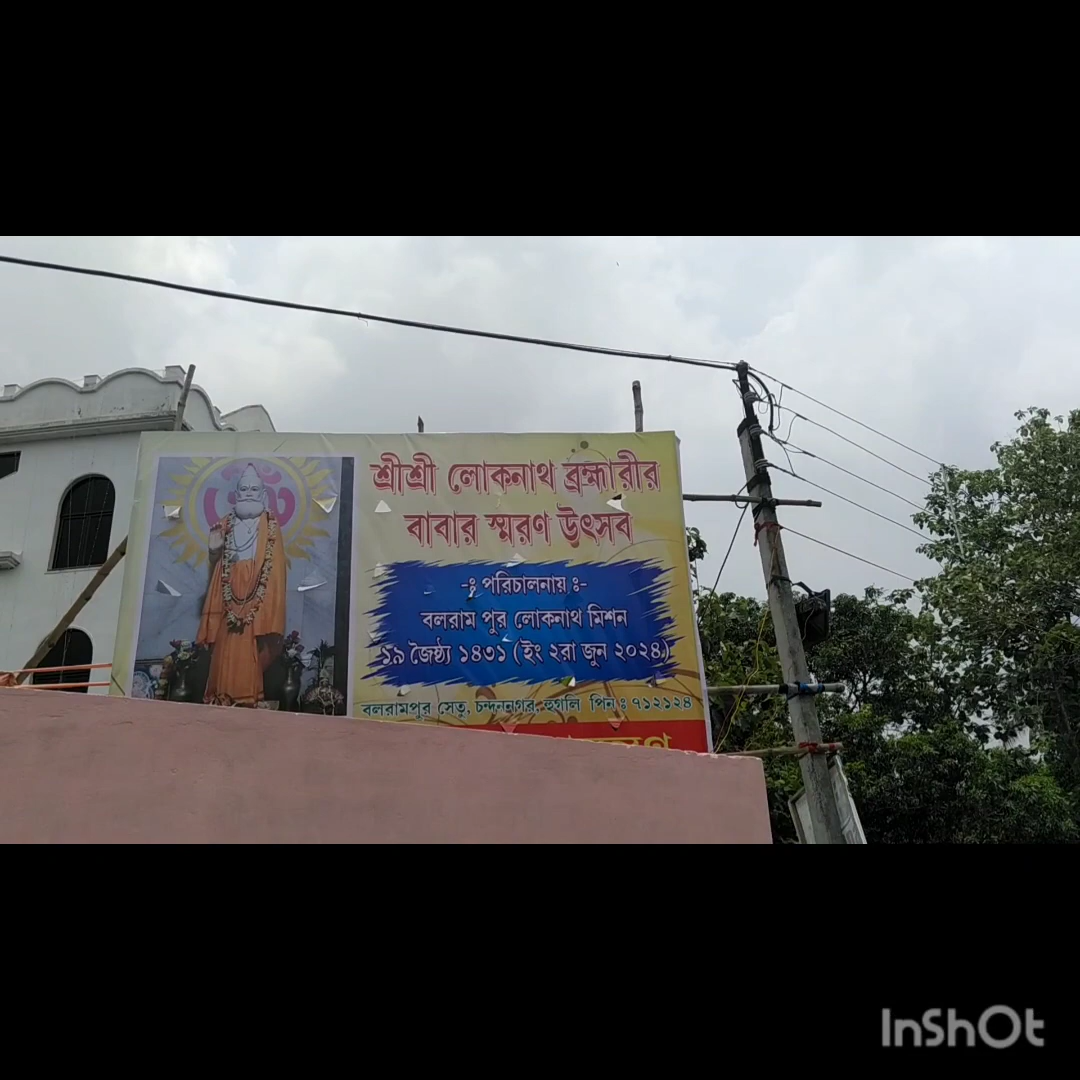 শ্রীশ্রী লোকনাথ ব্রহ্মারীর
বাবার স্মরণ উৎসব
-ঃ পরিচালনায় ঃ-
বলরাম পুর লোকনাথ মিশন
১৯ জৈষ্ঠ্য ১৪৩১ (ইং ২রা জুন ২০২৪)
বলরামপুর সেতু, চন্দননগর, হুগলি পিন ঃ ৭১২১২৪
InShOt